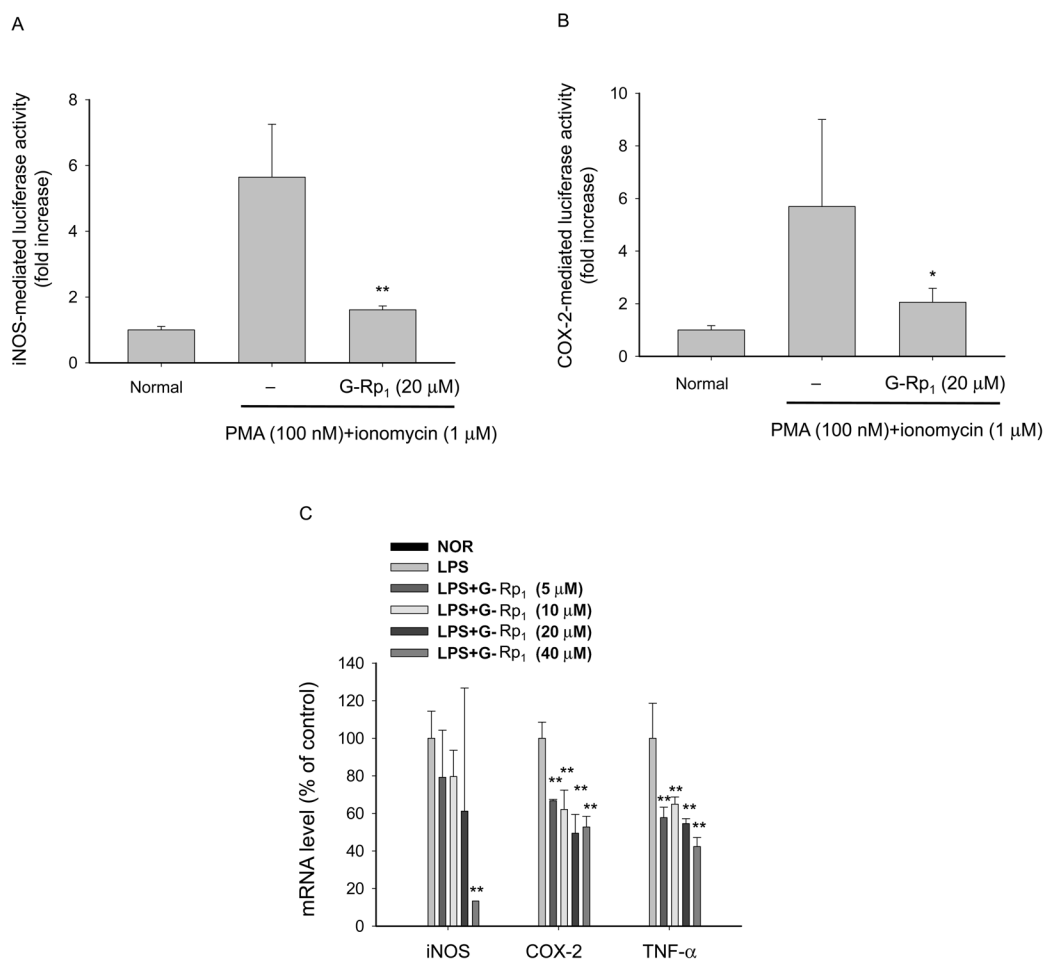 A
iNOS-mediated luciferase activity
(fold increase)
8
6
4
2
0
Normal
–
G-Rp1 (20 μM)
PMA (100 nM)+ionomycin (1 μM)
**
B
COX-2-mediated luciferase activity
(fold increase)
10
8
6
4
2
0
Normal
–
G-Rp1 (20 μM)
PMA (100 nM)+ionomycin (1 μM)
*
C
NOR
LPS
LPS+G-Rp1 (5 μM)
LPS+G-Rp1 (10 μM)
LPS+G-Rp1 (20 μM)
LPS+G-Rp1 (40 μM)
mRNA level (% of control)
140
120
100
80
60
40
20
0
**
** ** ** **
** ** ** **
iNOS
COX-2
TNF-α